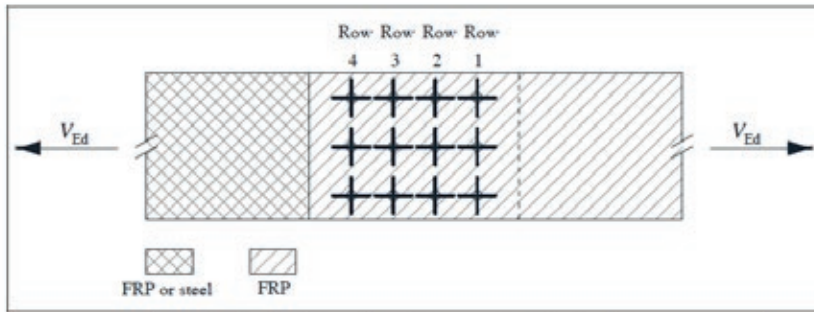 Row Row Row Row
4 3 2 1
V_Ed V_Ed
FRP or steel FRP